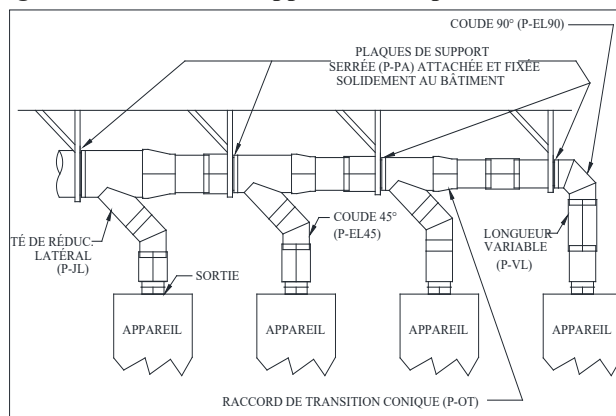 COUDE 90° (P-EL90)
PLAQUES DE SUPPORT
SERRÉE (P-PA) ATTACHÉE ET FIXÉE
SOLIDEMENT AU BÂTIMENT
TÉ DE RÉDUC.
LATÉRAL
(P-JL)
COUDE 45°
(P-EL45)
LONGUEUR
VARIABLE
(P-VL)
SORTIE
APPAREIL
APPAREIL
APPAREIL
APPAREIL
RACCORD DE TRANSITION CONIQUE (P-OT)